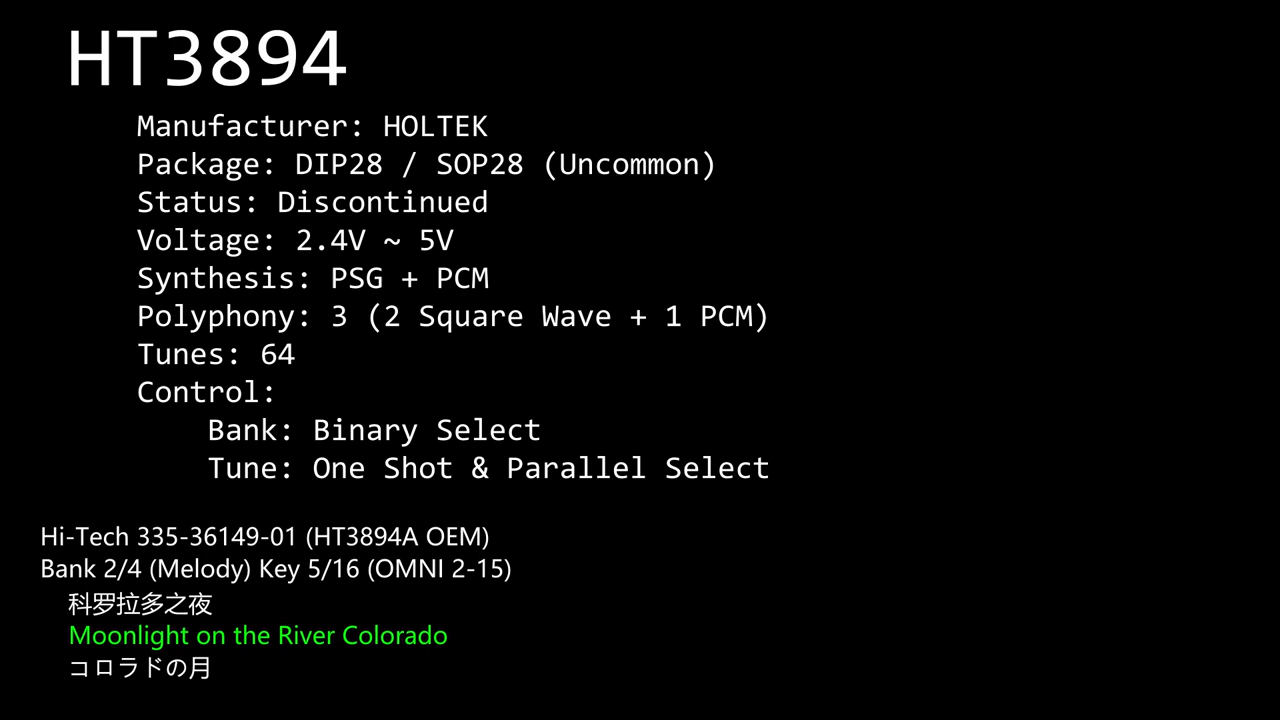 HT3894
Manufacturer: HOLTEK
Package: DIP28 / SOP28 (Uncommon)
Status: Discontinued
Voltage: 2.4V ~ 5V
Synthesis: PSG + PCM
Polyphony: 3 (2 Square Wave + 1 PCM)
Tunes: 64
Control:
Bank: Binary Select
Tune: One Shot & Parallel Select
Hi-Tech 335-36149-01 (HT3894A OEM)
Bank 2/4 (Melody) Key 5/16 (OMNI 2-15)
科罗拉多之夜
Moonlight on the River Colorado
コロラドの月